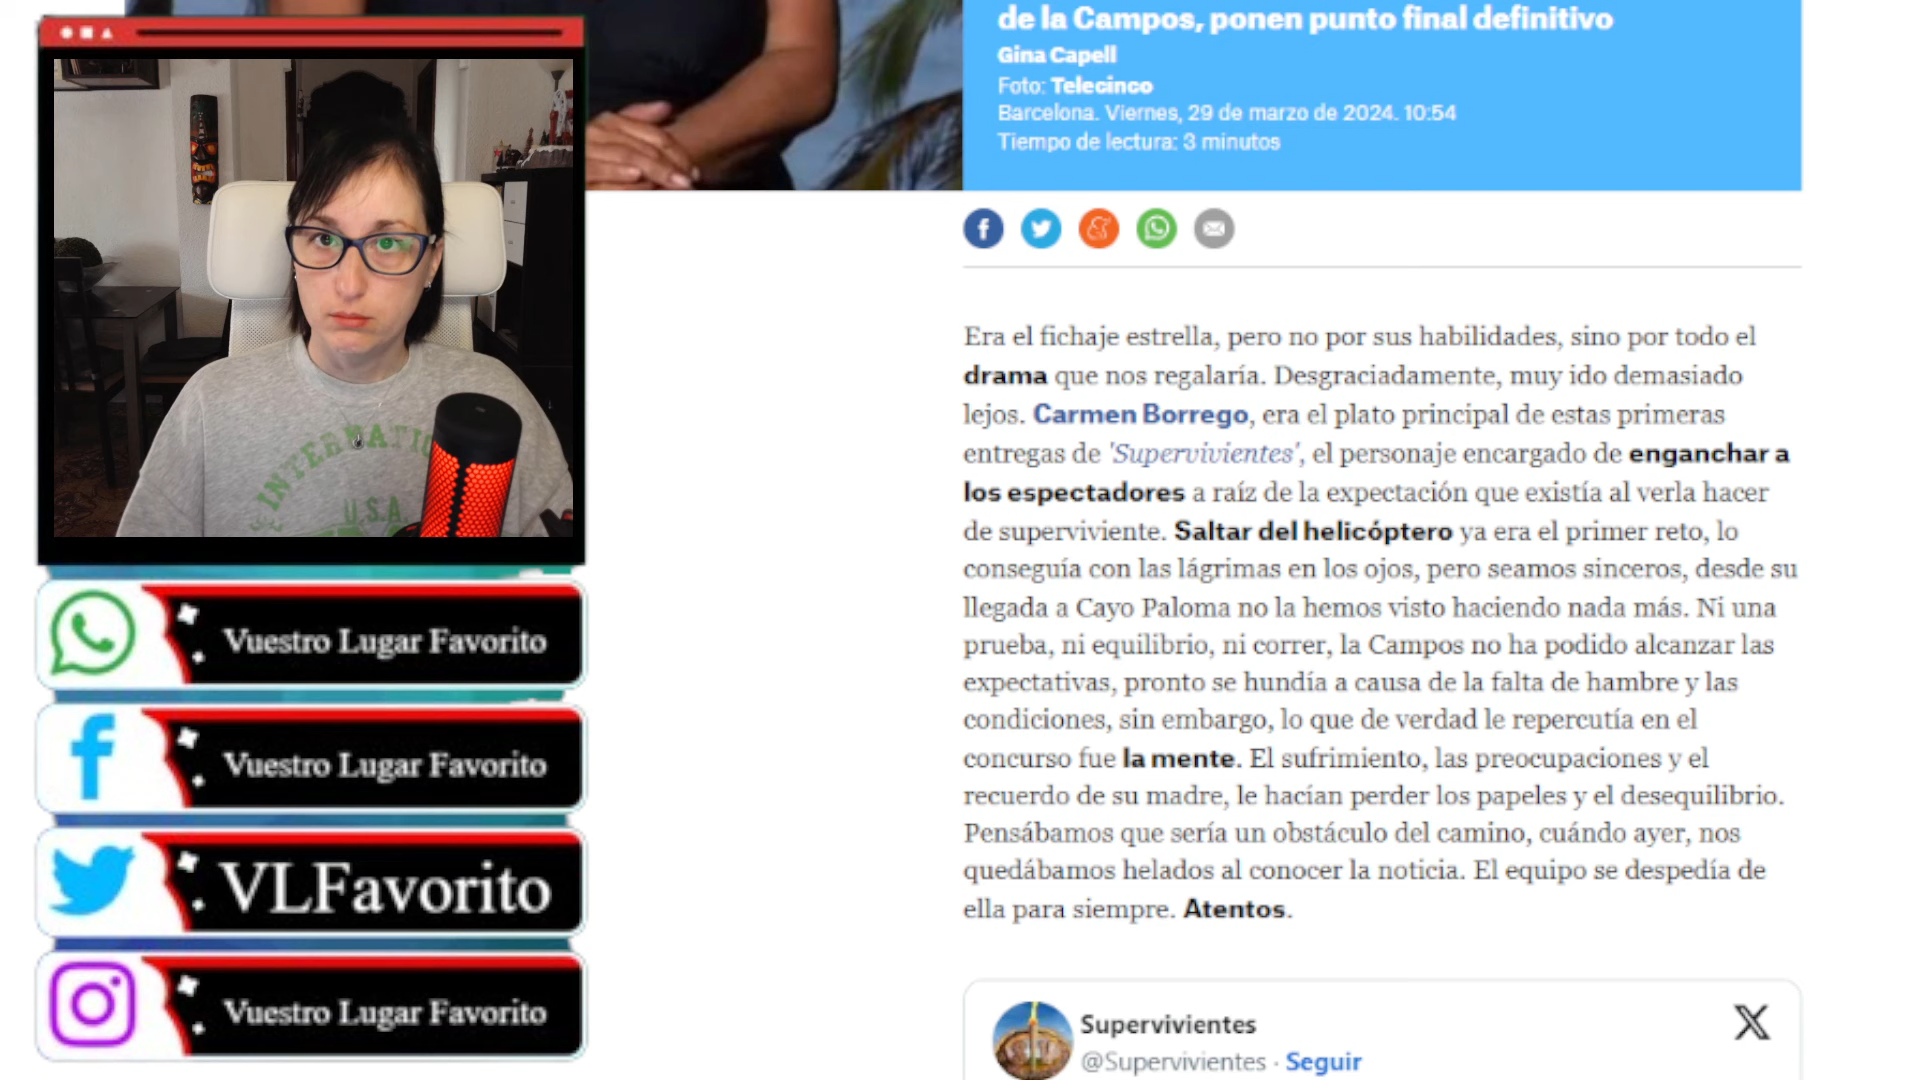 de la Campos, ponen punto final definitivo
Gina Capell
Foto: Telecinco
Barcelona. Viernes, 29 de marzo de 2024. 10:54
Tiempo de lectura: 3 minutos
INTERNATIO
U.S.A.
Era el fichaje estrella, pero no por sus habilidades, sino por todo el
drama que nos regalaría. Desgraciadamente, muy ido demasiado
lejos. Carmen Borrego, era el plato principal de estas primeras
entregas de 'Supervivientes', el personaje encargado de enganchar a
los espectadores a raíz de la expectación que existía al verla hacer
de superviviente. Saltar del helicóptero ya era el primer reto, lo
conseguía con las lágrimas en los ojos, pero seamos sinceros, desde su
llegada a Cayo Paloma no la hemos visto haciendo nada más. Ni una
prueba, ni equilibrio, ni correr, la Campos no ha podido alcanzar las
expectativas, pronto se hundía a causa de la falta de hambre y las
condiciones, sin embargo, lo que de verdad le repercutía en el
concurso fue la mente. El sufrimiento, las preocupaciones y el
recuerdo de su madre, le hacían perder los papeles y el desequilibrio.
Pensábamos que sería un obstáculo del camino, cuándo ayer, nos
quedábamos helados al conocer la noticia. El equipo se despedía de
ella para siempre. Atentos.
Vuestro Lugar Favorito
Vuestro Lugar Favorito
VLFavorito
Vuestro Lugar Favorito
Supervivientes
@Supervivientes · Seguir